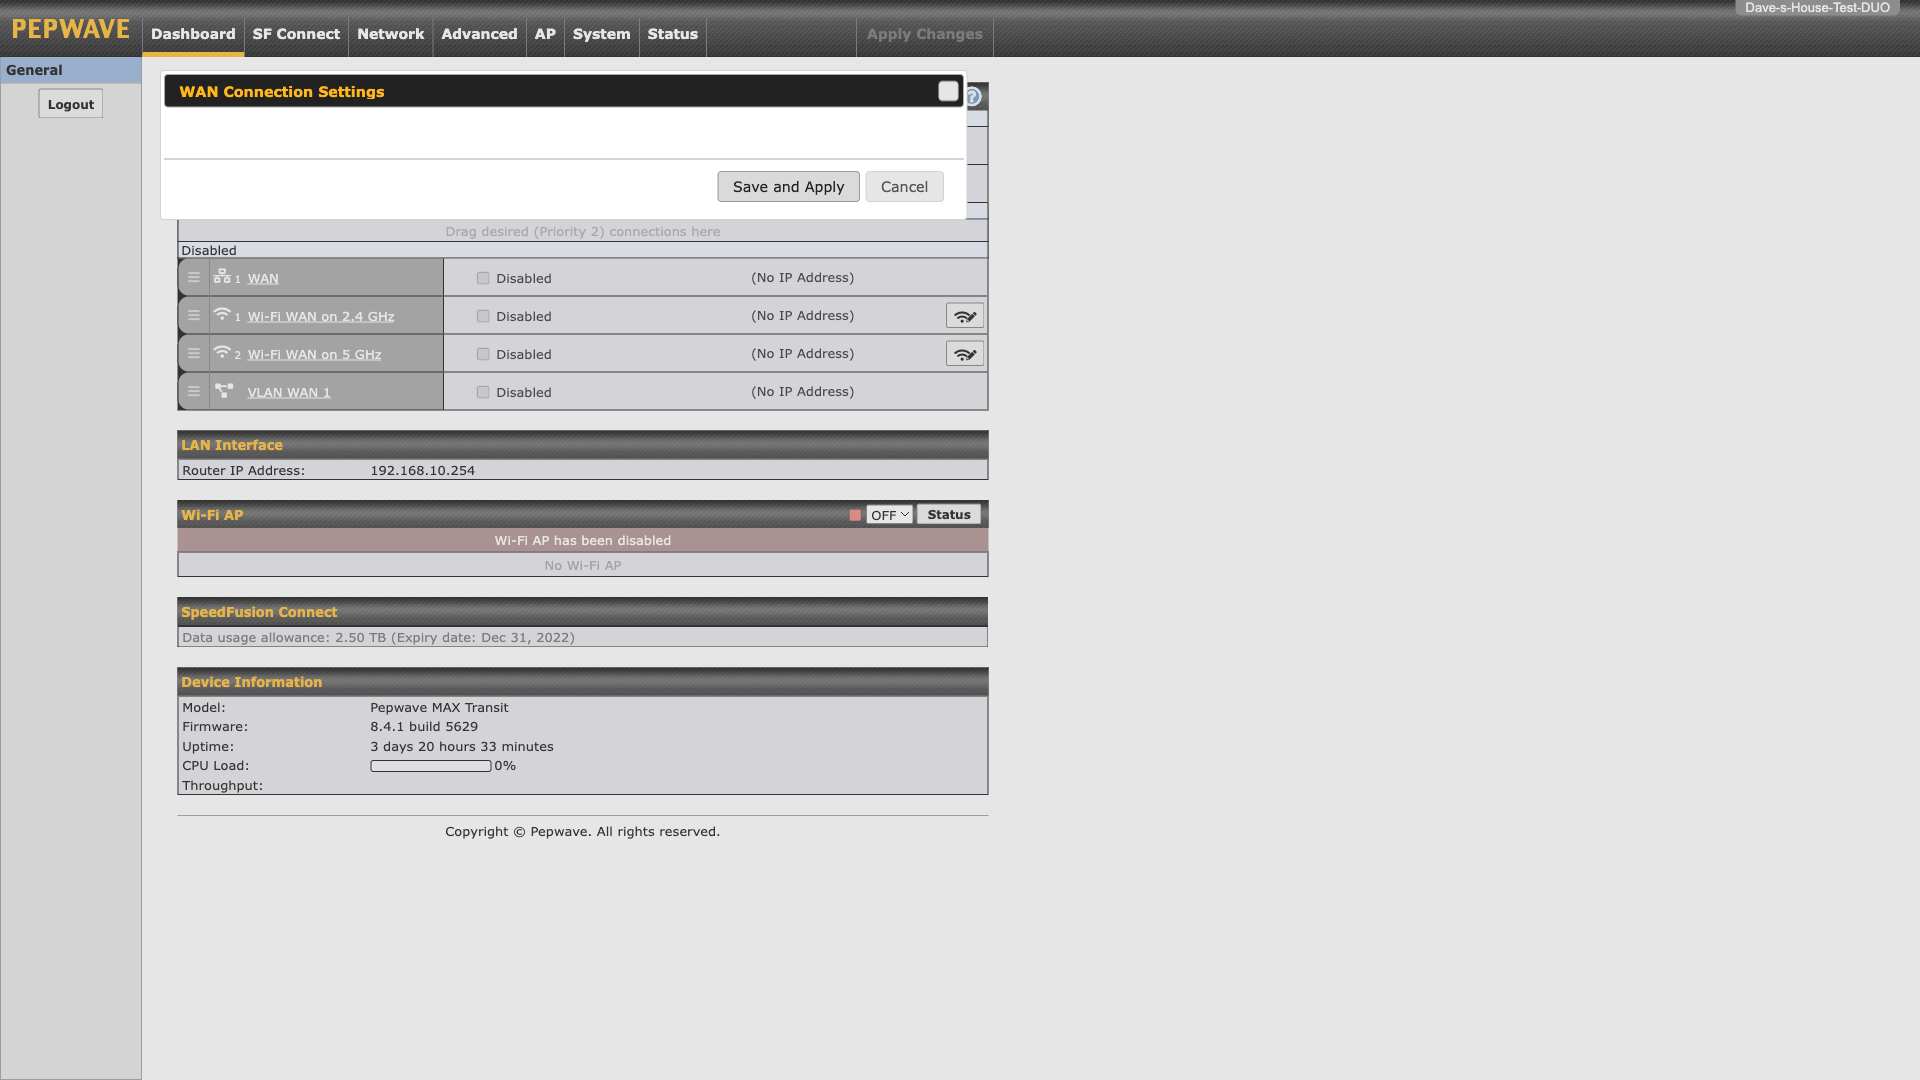 Dave-s-House-Test-DUO
PEPWAVE Dashboard SF Connect Network Advanced AP System Status Apply Changes
General
Logout
WAN Connection Settings
Save and Apply Cancel
Drag desired (Priority 2) connections here
Disabled
1 WAN Disabled (No IP Address)
1 Wi-Fi WAN on 2.4 GHz Disabled (No IP Address)
2 Wi-Fi WAN on 5 GHz Disabled (No IP Address)
VLAN WAN 1 Disabled (No IP Address)
LAN Interface
Router IP Address: 192.168.10.254
Wi-Fi AP OFF Status
Wi-Fi AP has been disabled
No Wi-Fi AP
SpeedFusion Connect
Data usage allowance: 2.50 TB (Expiry date: Dec 31, 2022)
Device Information
Model: Pepwave MAX Transit
Firmware: 8.4.1 build 5629
Uptime: 3 days 20 hours 33 minutes
CPU Load: 0%
Throughput:
Copyright © Pepwave. All rights reserved.